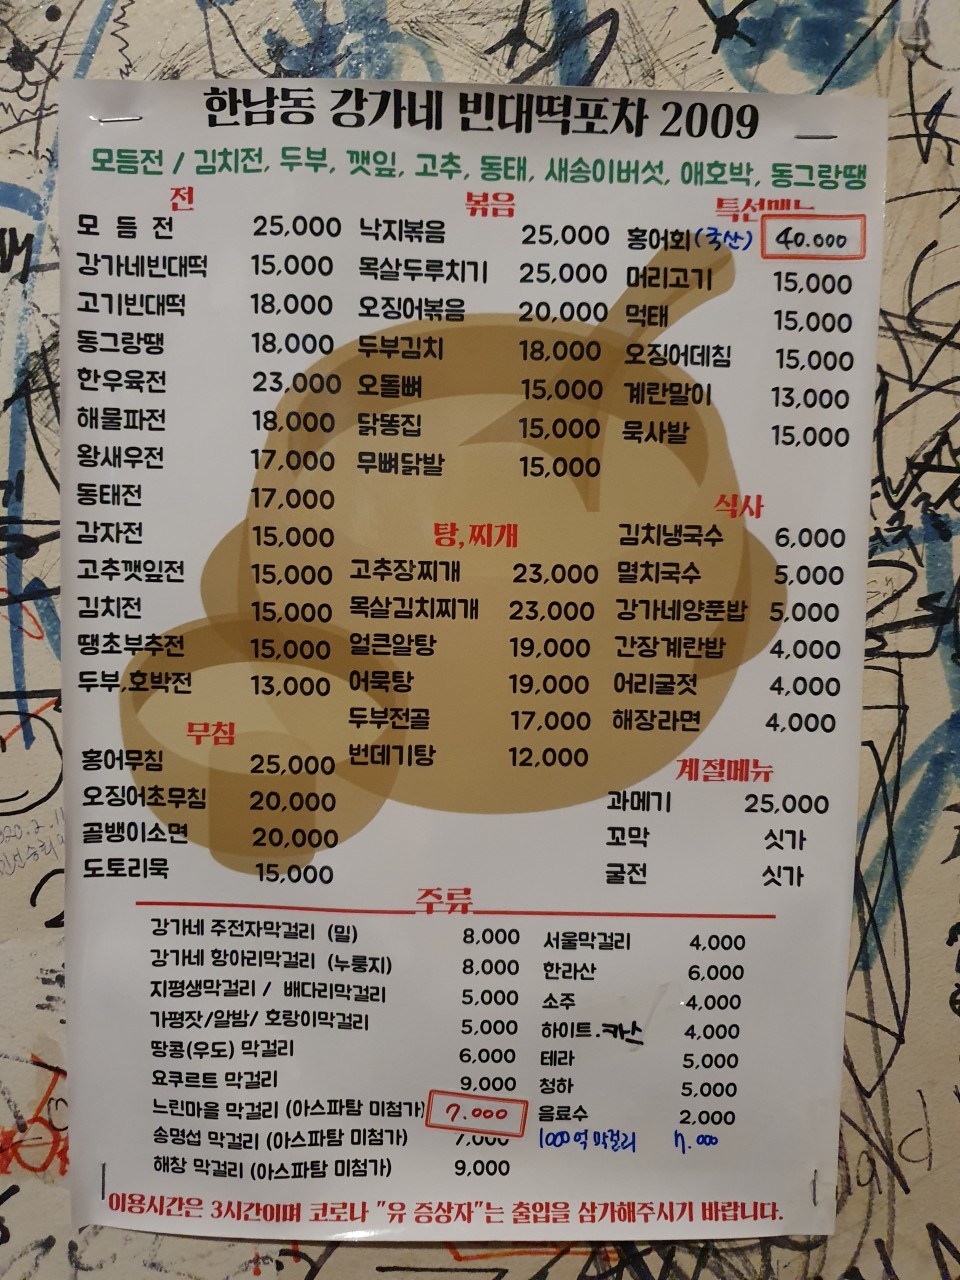 한남동 강가네 빈대떡포차 2009
모듬전 / 김치전, 두부, 깻잎, 고추, 동태, 새송이버섯, 애호박, 동그랑땡
전
모 듬 전 25,000
강가네빈대떡 15,000
고기빈대떡 18,000
동그랑땡 18,000
한우육전 23,000
해물파전 18,000
왕새우전 17,000
동태전 17,000
감자전 15,000
고추깻잎전 15,000
김치전 15,000
땡초부추전 15,000
두부,호박전 13,000
무침
홍어무침 25,000
오징어초무침 20,000
골뱅이소면 20,000
도토리묵 15,000
볶음
낙지볶음 25,000
목살두루치기 25,000
오징어볶음 20,000
두부김치 18,000
오돌뼈 15,000
닭똥집 15,000
무뼈닭발 15,000
탕,찌개
고추장찌개 23,000
목살김치찌개 23,000
얼큰알탕 19,000
어묵탕 19,000
두부전골 17,000
번데기탕 12,000
특선메뉴
홍어회(국산) 40.000
머리고기 15,000
먹태 15,000
오징어데침 15,000
계란말이 13,000
묵사발 15,000
식사
김치냉국수 6,000
멸치국수 5,000
강가네양푼밥 5,000
간장계란밥 4,000
어리굴젓 4,000
해장라면 4,000
계절메뉴
과메기 25,000
꼬막 싯가
굴전 싯가
주류
강가네 주전자막걸리 (밀) 8,000
강가네 항아리막걸리 (누룽지) 8,000
지평생막걸리 / 배다리막걸리 5,000
가평잣/알밤/ 호랑이막걸리 5,000
땅콩(우도) 막걸리 6,000
요쿠르트 막걸리 9,000
느린마을 막걸리 (아스파탐 미첨가) 7.000
송명섭 막걸리 (아스파탐 미첨가) 7,000
해창 막걸리 (아스파탐 미첨가) 9,000
서울막걸리 4,000
한라산 6,000
소주 4,000
하이트.카스 4,000
테라 5,000
청하 5,000
음료수 2,000
1000억 막걸리 7.000
이용시간은 3시간이며 코로나 "유 증상자"는 출입을 삼가해주시기 바랍니다.